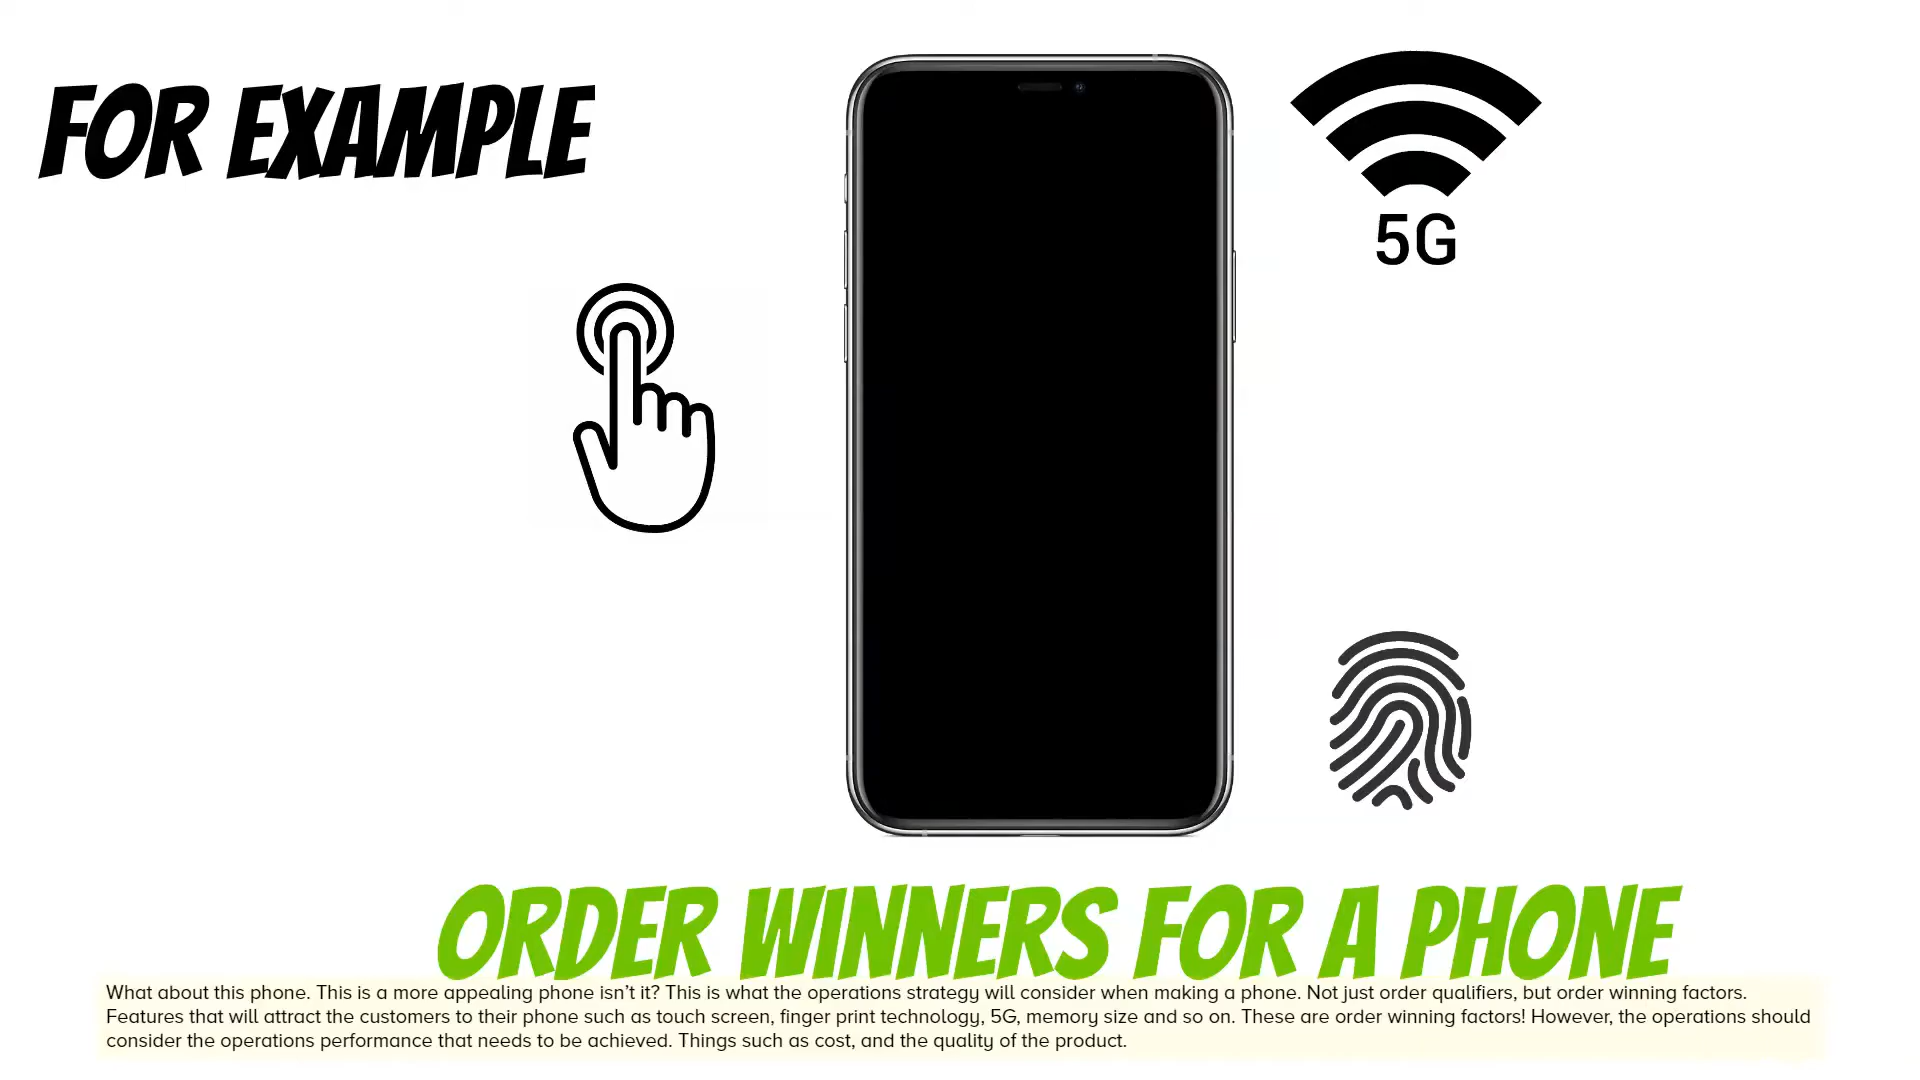 FOR EXAMPLE
5G
ORDER WINNERS FOR A PHONE
What about this phone. This is a more appealing phone isn’t it? This is what the operations strategy will consider when making a phone. Not just order qualifiers, but order winning factors.
Features that will attract the customers to their phone such as touch screen, finger print technology, 5G, memory size and so on. These are order winning factors! However, the operations should
consider the operations performance that needs to be achieved. Things such as cost, and the quality of the product.